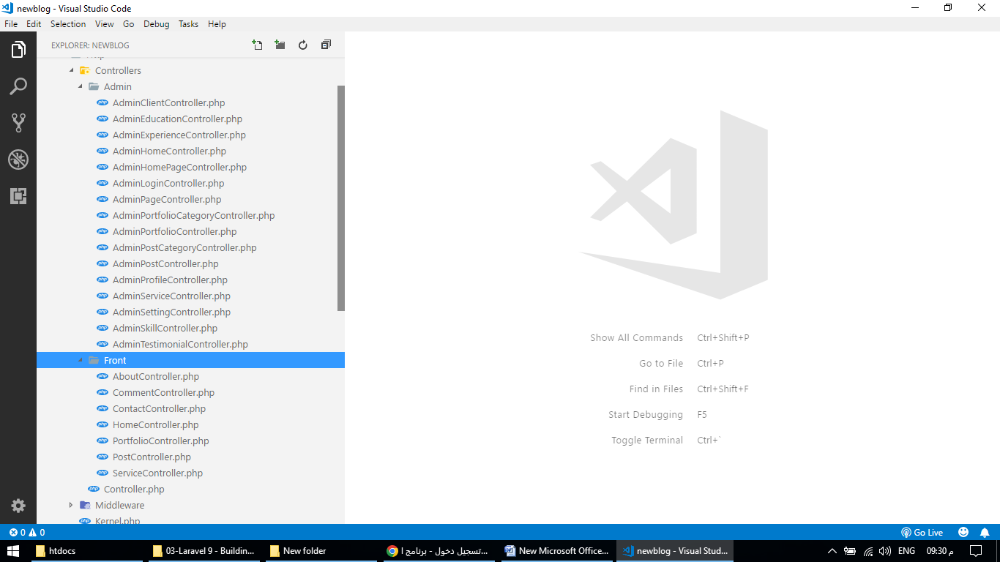 newblog - Visual Studio Code
File Edit Selection View Go Debug Tasks Help
EXPLORER: NEWBLOG
Http
Controllers
Admin
AdminClientController.php
AdminEducationController.php
AdminExperienceController.php
AdminHomeController.php
AdminHomePageController.php
AdminLoginController.php
AdminPageController.php
AdminPortfolioCategoryController.php
AdminPortfolioController.php
AdminPostCategoryController.php
AdminPostController.php
AdminProfileController.php
AdminServiceController.php
AdminSettingController.php
AdminSkillController.php
AdminTestimonialController.php
Front
AboutController.php
CommentController.php
ContactController.php
HomeController.php
PortfolioController.php
PostController.php
ServiceController.php
Controller.php
Middleware
Kernel.php
Show All Commands Ctrl+Shift+P
Go to File Ctrl+P
Find in Files Ctrl+Shift+F
Start Debugging F5
Toggle Terminal Ctrl+`
0 0 Go Live
htdocs 03-Laravel 9 - Buildin... New folder تسجيل دخول - برنامج ا... New Microsoft Office... newblog - Visual Stud... ENG 09:30 م